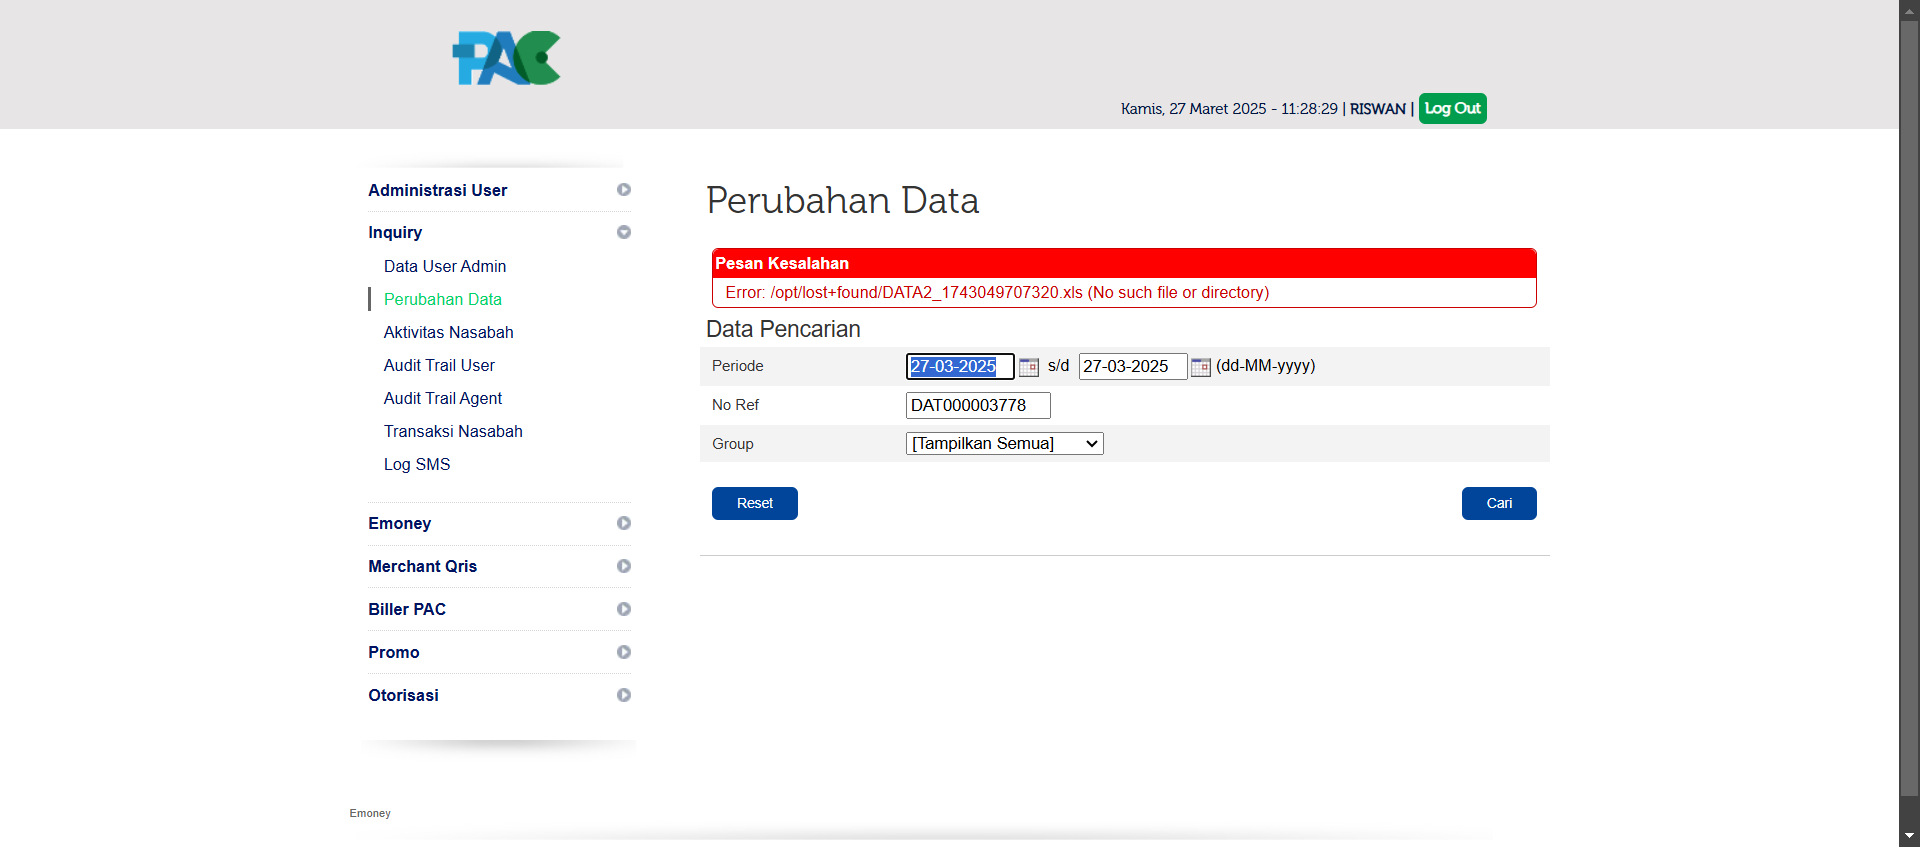 PAC
Kamis, 27 Maret 2025 - 11:28:29 | RISWAN | Log Out
Administrasi User
Inquiry
Data User Admin
Perubahan Data
Aktivitas Nasabah
Audit Trail User
Audit Trail Agent
Transaksi Nasabah
Log SMS
Emoney
Merchant Qris
Biller PAC
Promo
Otorisasi
Perubahan Data
Pesan Kesalahan
Error: /opt/lost+found/DATA2_1743049707320.xls (No such file or directory)
Data Pencarian
Periode 27-03-2025 s/d 27-03-2025 (dd-MM-yyyy)
No Ref DAT000003778
Group [Tampilkan Semua]
Reset Cari
Emoney